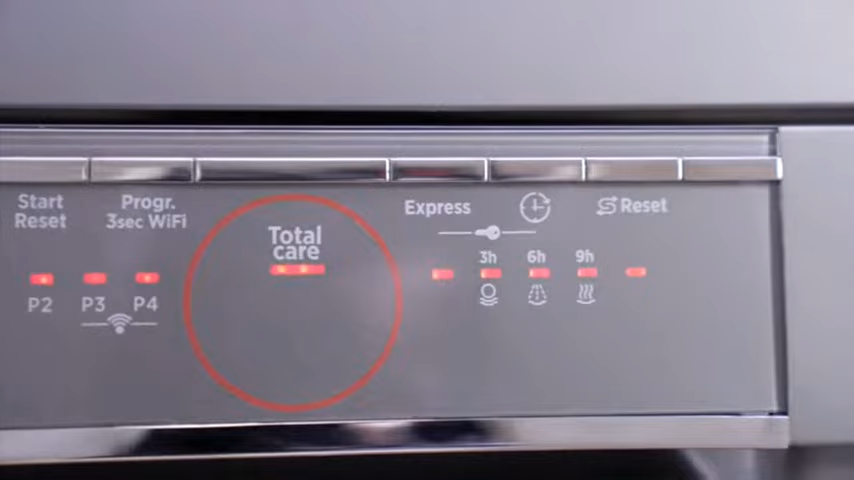 Start
Reset
Progr.
3sec WiFi
Total
care
Express
Reset
3h
6h
9h
P2
P3
P4